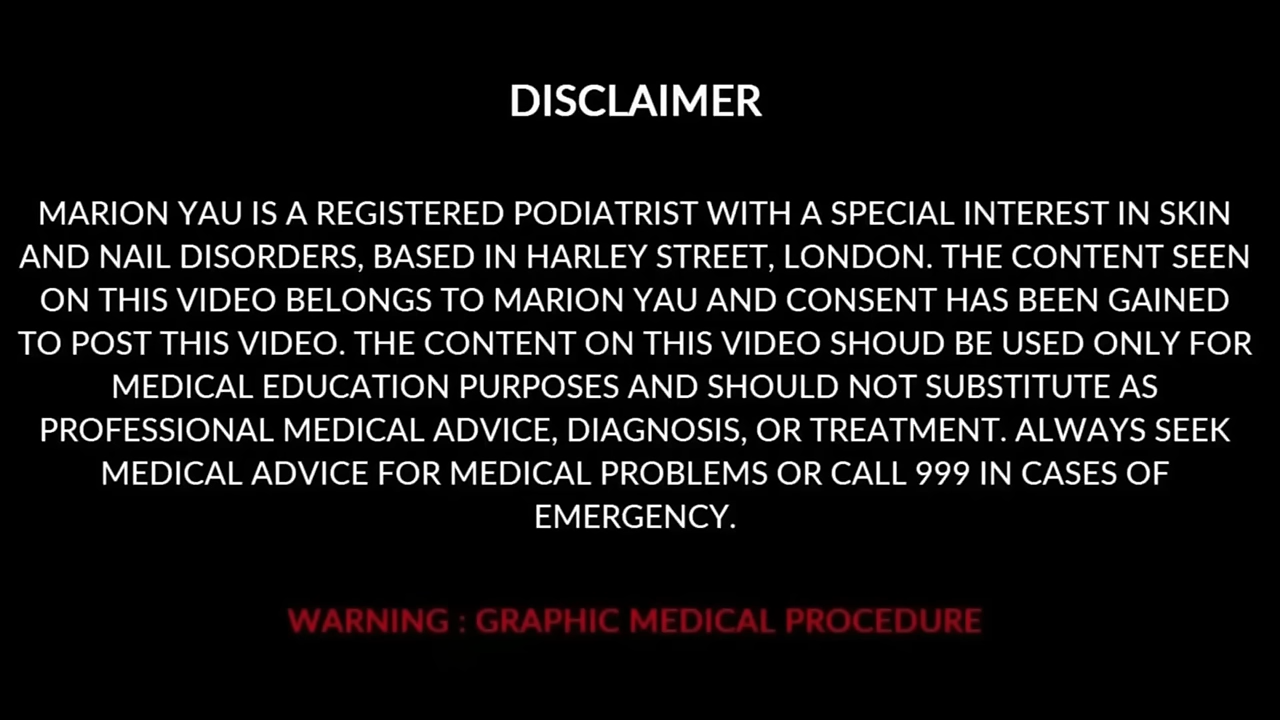 DISCLAIMER
MARION YAU IS A REGISTERED PODIATRIST WITH A SPECIAL INTEREST IN SKIN
AND NAIL DISORDERS, BASED IN HARLEY STREET, LONDON. THE CONTENT SEEN
ON THIS VIDEO BELONGS TO MARION YAU AND CONSENT HAS BEEN GAINED
TO POST THIS VIDEO. THE CONTENT ON THIS VIDEO SHOUD BE USED ONLY FOR
MEDICAL EDUCATION PURPOSES AND SHOULD NOT SUBSTITUTE AS
PROFESSIONAL MEDICAL ADVICE, DIAGNOSIS, OR TREATMENT. ALWAYS SEEK
MEDICAL ADVICE FOR MEDICAL PROBLEMS OR CALL 999 IN CASES OF
EMERGENCY.
WARNING : GRAPHIC MEDICAL PROCEDURE